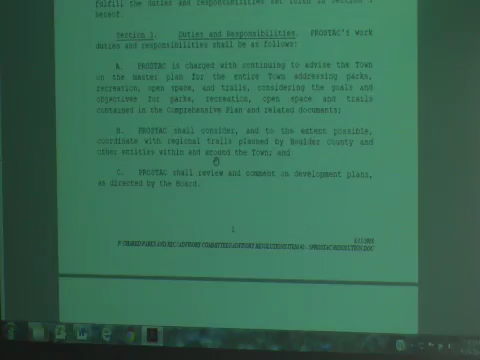 fulfill the duties and responsibilities set forth in Section
hereof.
Section 3. Duties and Responsibilities. PROSTAC's work
duties and responsibilities shall be as follows:
A. PROSTAC is charged with continuing to advise the Town
on the master plan for the entire Town addressing parks,
recreation, open space, and trails, considering the goals and
objectives for parks, recreation, open space and trails
contained in the Comprehensive Plan and related documents;
B. PROSTAC shall consider, and to the extent possible,
coordinate with regional trails planned by Boulder County and
other entities within and around the Town; and
C. PROSTAC shall review and comment on development plans,
as directed by the Board.
2